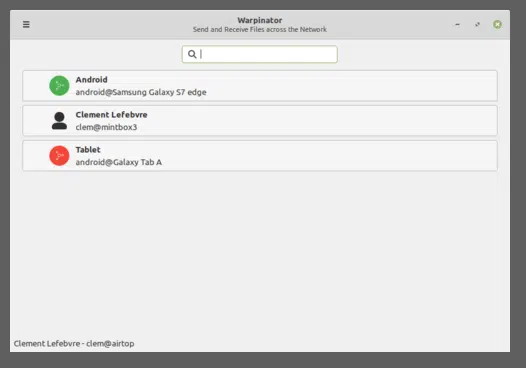 Warpinator
Send and Receive Files across the Network
Android
android@Samsung Galaxy S7 edge
Clement Lefebvre
clem@mintbox3
Tablet
android@Galaxy Tab A
Clement Lefebvre - clem@airtop